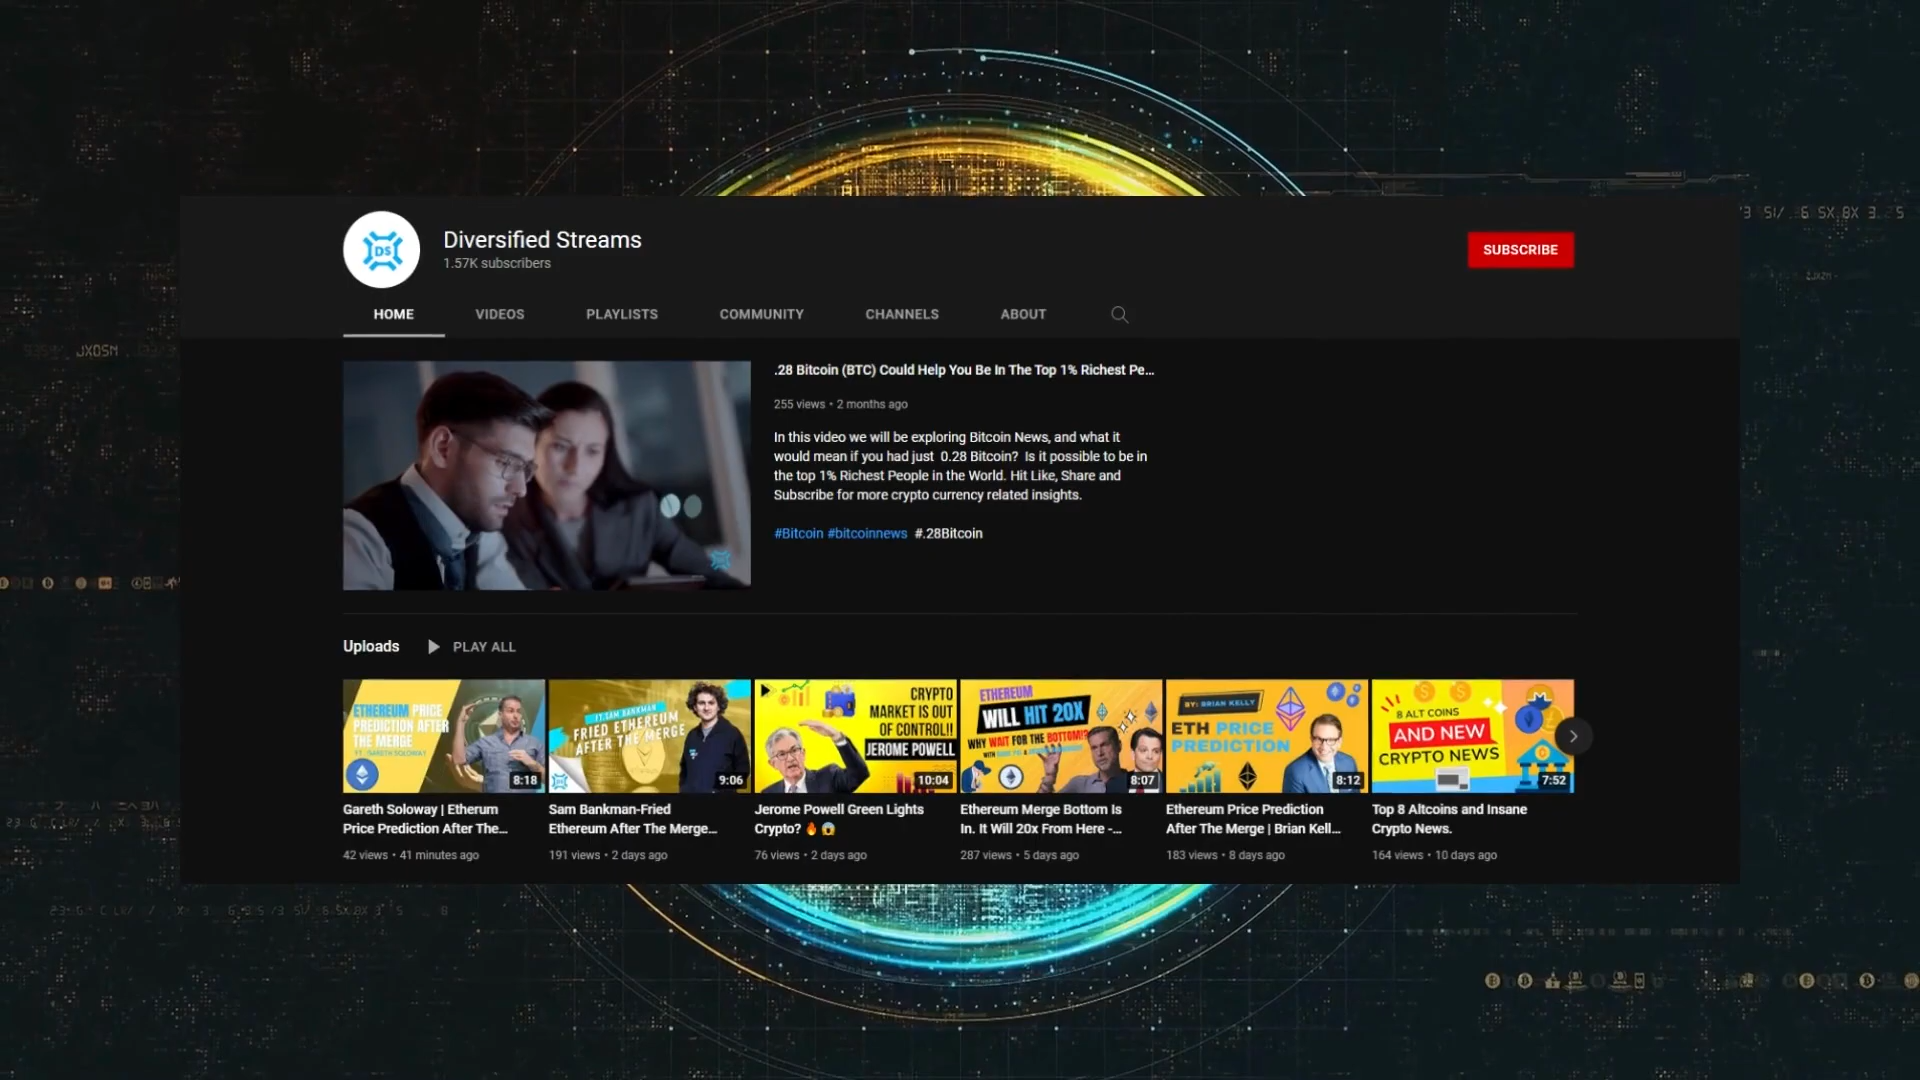 DS
Diversified Streams
1.57K subscribers
SUBSCRIBE
HOME
VIDEOS
PLAYLISTS
COMMUNITY
CHANNELS
ABOUT
.28 Bitcoin (BTC) Could Help You Be In The Top 1% Richest Pe...
255 views • 2 months ago
In this video we will be exploring Bitcoin News, and what it
would mean if you had just 0.28 Bitcoin? Is it possible to be in
the top 1% Richest People in the World. Hit Like, Share and
Subscribe for more crypto currency related insights.
#Bitcoin #bitcoinnews #.28Bitcoin
Uploads
PLAY ALL
ETHEREUM PRICE
PREDICTION AFTER
THE MERGE
FT. GARETH SOLOWAY
8:18
Gareth Soloway | Etherum
Price Prediction After The...
42 views • 41 minutes ago
FT. SAM BANKMAN
FRIED ETHEREUM
AFTER THE MERGE
9:06
Sam Bankman-Fried
Ethereum After The Merge...
191 views • 2 days ago
CRYPTO
MARKET IS OUT
OF CONTROL!!
JEROME POWELL
10:04
Jerome Powell Green Lights
Crypto? 🔥 😱
76 views • 2 days ago
ETHEREUM
WILL HIT 20X
WHY WAIT FOR THE BOTTOM!?
8:07
Ethereum Merge Bottom Is
In. It Will 20x From Here -...
287 views • 5 days ago
BY: BRIAN KELLY
ETH PRICE
PREDICTION
8:12
Ethereum Price Prediction
After The Merge | Brian Kell...
183 views • 8 days ago
8 ALT COINS
AND NEW
CRYPTO NEWS
7:52
Top 8 Altcoins and Insane
Crypto News.
164 views • 10 days ago